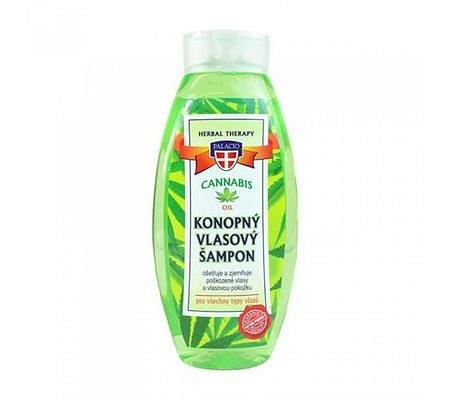 HERBAL THERAPY
PALACIO
CANNABIS
OIL
KONOPNÝ
VLASOVÝ
ŠAMPON
ošetřuje a zjemňuje
poškozené vlasy
a vlasovou pokožku
pro všechny typy vlasů